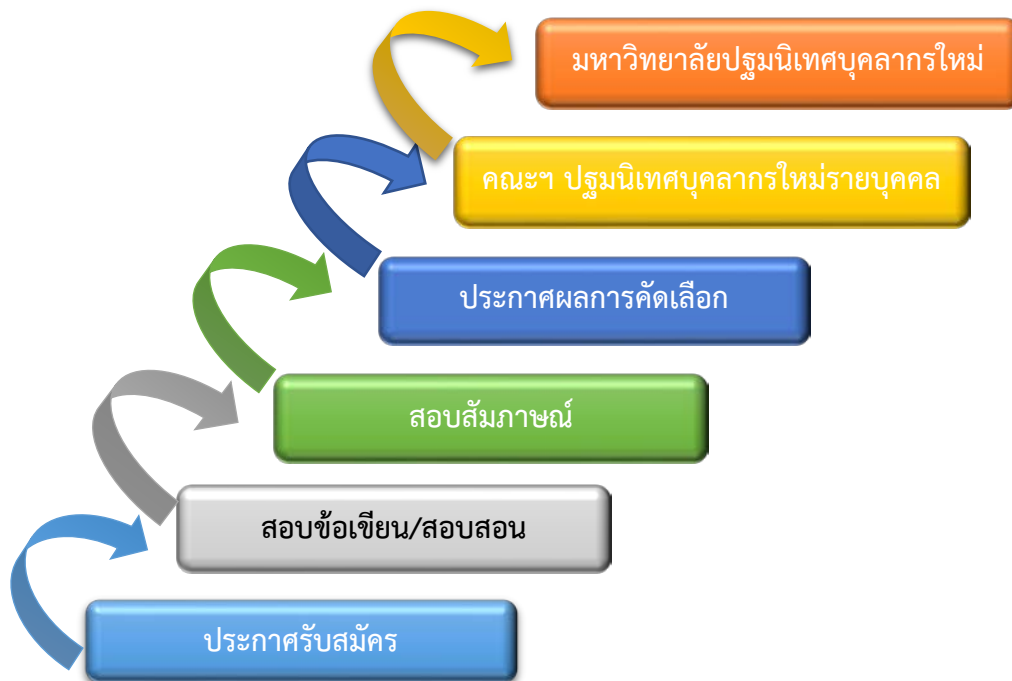 มหาวิทยาลัยปฐมนิเทศบุคลากรใหม่
คณะฯ ปฐมนิเทศบุคลากรใหม่รายบุคคล
ประกาศผลการคัดเลือก
สอบสัมภาษณ์
สอบข้อเขียน/สอบสอน
ประกาศรับสมัคร